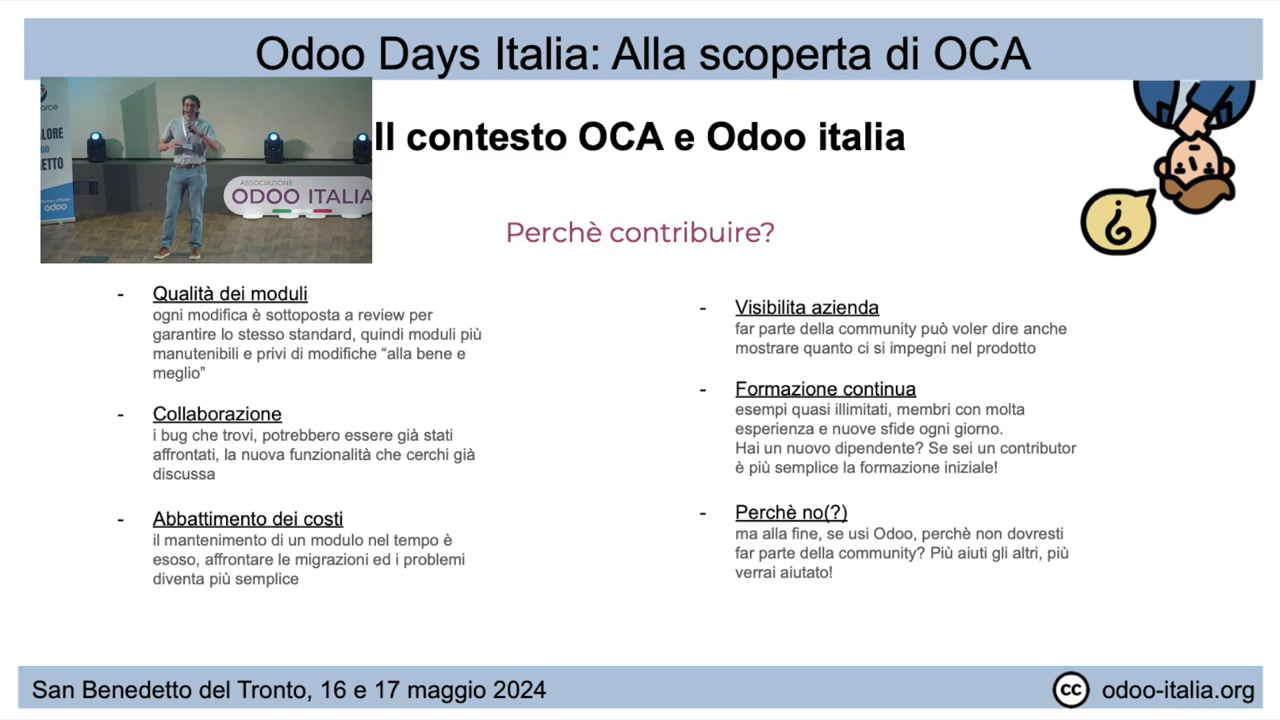 Odoo Days Italia: Alla scoperta di OCA
orce
LORE
UO
ETTO
odoo
ASSOCIAZIONE
ODOO ITALIA
Il contesto OCA e Odoo italia
Perchè contribuire?
- Qualità dei moduli
ogni modifica è sottoposta a review per
garantire lo stesso standard, quindi moduli più
manutenibili e privi di modifiche “alla bene e
meglio”
- Collaborazione
i bug che trovi, potrebbero essere già stati
affrontati, la nuova funzionalità che cerchi già
discussa
- Abbattimento dei costi
il mantenimento di un modulo nel tempo è
esoso, affrontare le migrazioni ed i problemi
diventa più semplice
- Visibilita azienda
far parte della community può voler dire anche
mostrare quanto ci si impegni nel prodotto
- Formazione continua
esempi quasi illimitati, membri con molta
esperienza e nuove sfide ogni giorno.
Hai un nuovo dipendente? Se sei un contributor
è più semplice la formazione iniziale!
- Perchè no(?)
ma alla fine, se usi Odoo, perchè non dovresti
far parte della community? Più aiuti gli altri, più
verrai aiutato!
San Benedetto del Tronto, 16 e 17 maggio 2024
cc odoo-italia.org